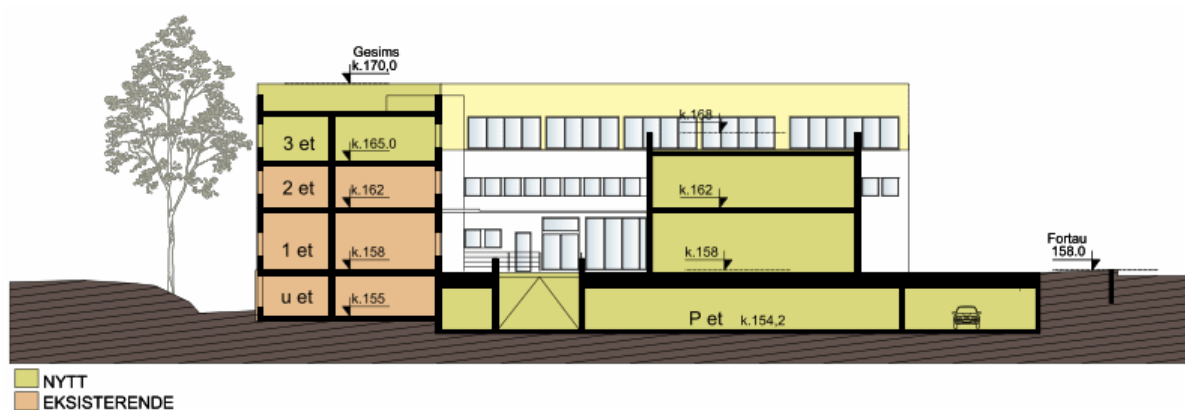 Gesims
k.170,0
k.168
3 et
k.165.0
2 et
k.162
k.162
1 et
k.158
k.158
Fortau
158.0
u et
k.155
P et k.154,2
NYTT
EKSISTERENDE